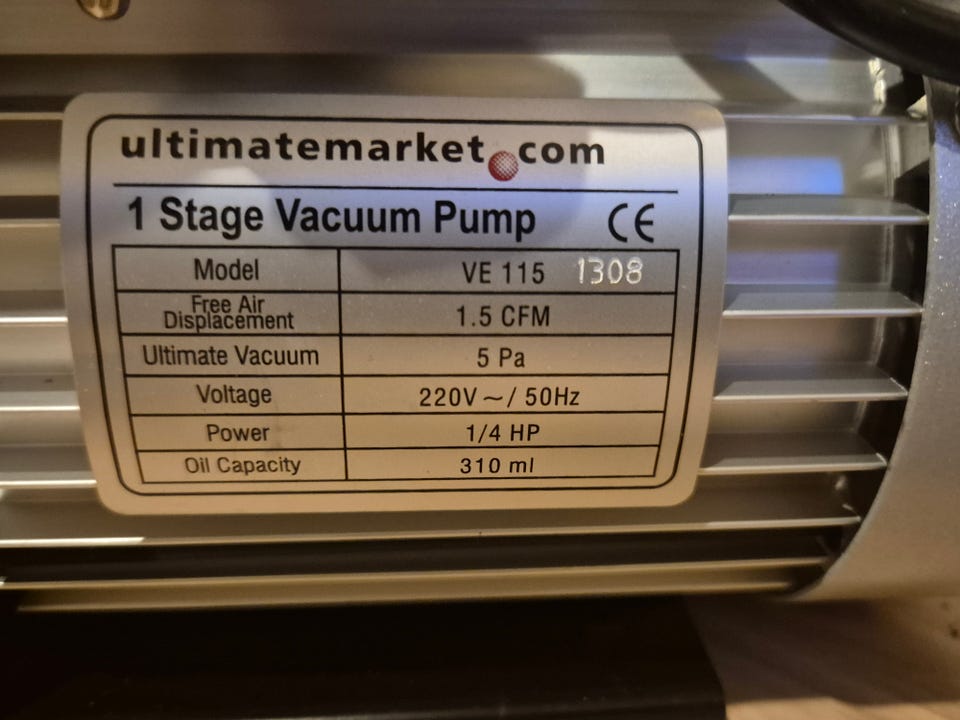 ultimatemarket.com
1 Stage Vacuum Pump CE
Model VE 115 1308
Free Air
Displacement 1.5 CFM
Ultimate Vacuum 5 Pa
Voltage 220V ~ / 50Hz
Power 1/4 HP
Oil Capacity 310 ml